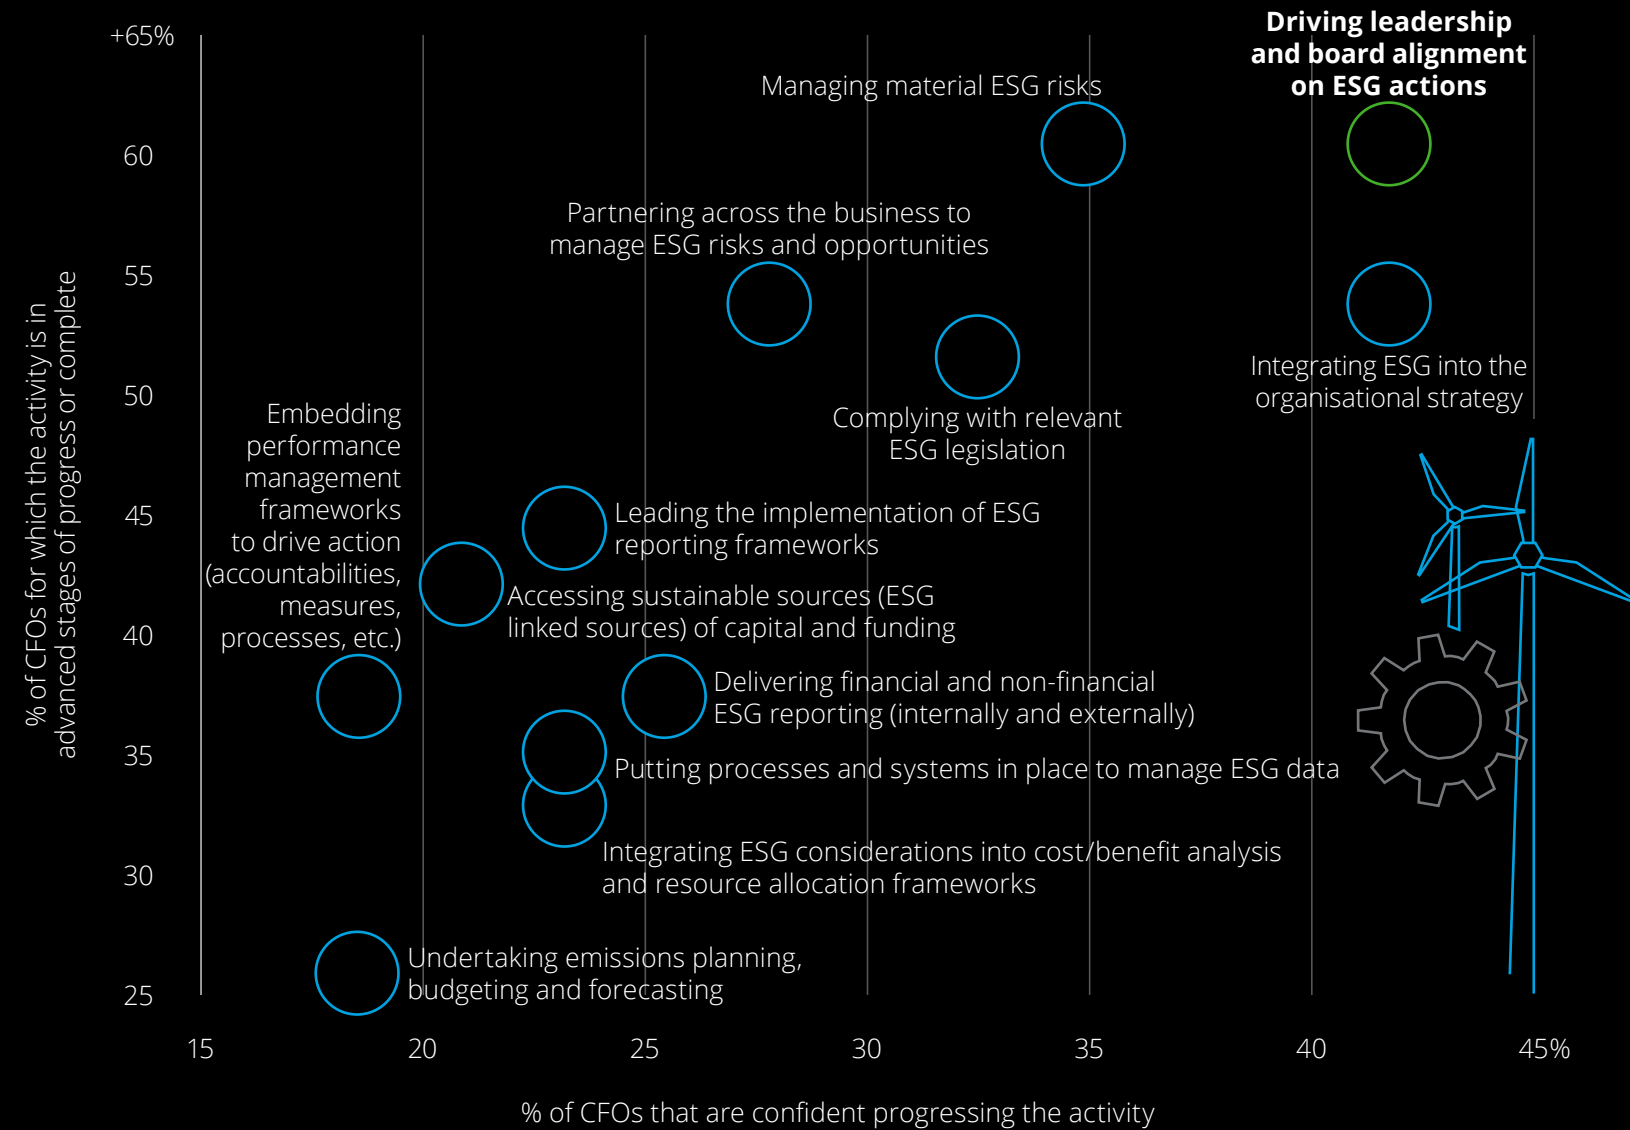 Driving leadership
and board alignment
on ESG actions
+65%
Managing material ESG risks
60
Partnering across the business to
manage ESG risks and opportunities
55
Integrating ESG into the
organisational strategy
50
Complying with relevant
ESG legislation
Embedding
performance
management
frameworks
to drive action
(accountabilities,
measures,
processes, etc.)
45
Leading the implementation of ESG
reporting frameworks
Accessing sustainable sources (ESG
linked sources) of capital and funding
40
Delivering financial and non-financial
ESG reporting (internally and externally)
35
Putting processes and systems in place to manage ESG data
Integrating ESG considerations into cost/benefit analysis
and resource allocation frameworks
30
Undertaking emissions planning,
budgeting and forecasting
25
% of CFOs for which the activity is in
advanced stages of progress or complete
15
20
25
30
35
40
45%
% of CFOs that are confident progressing the activity